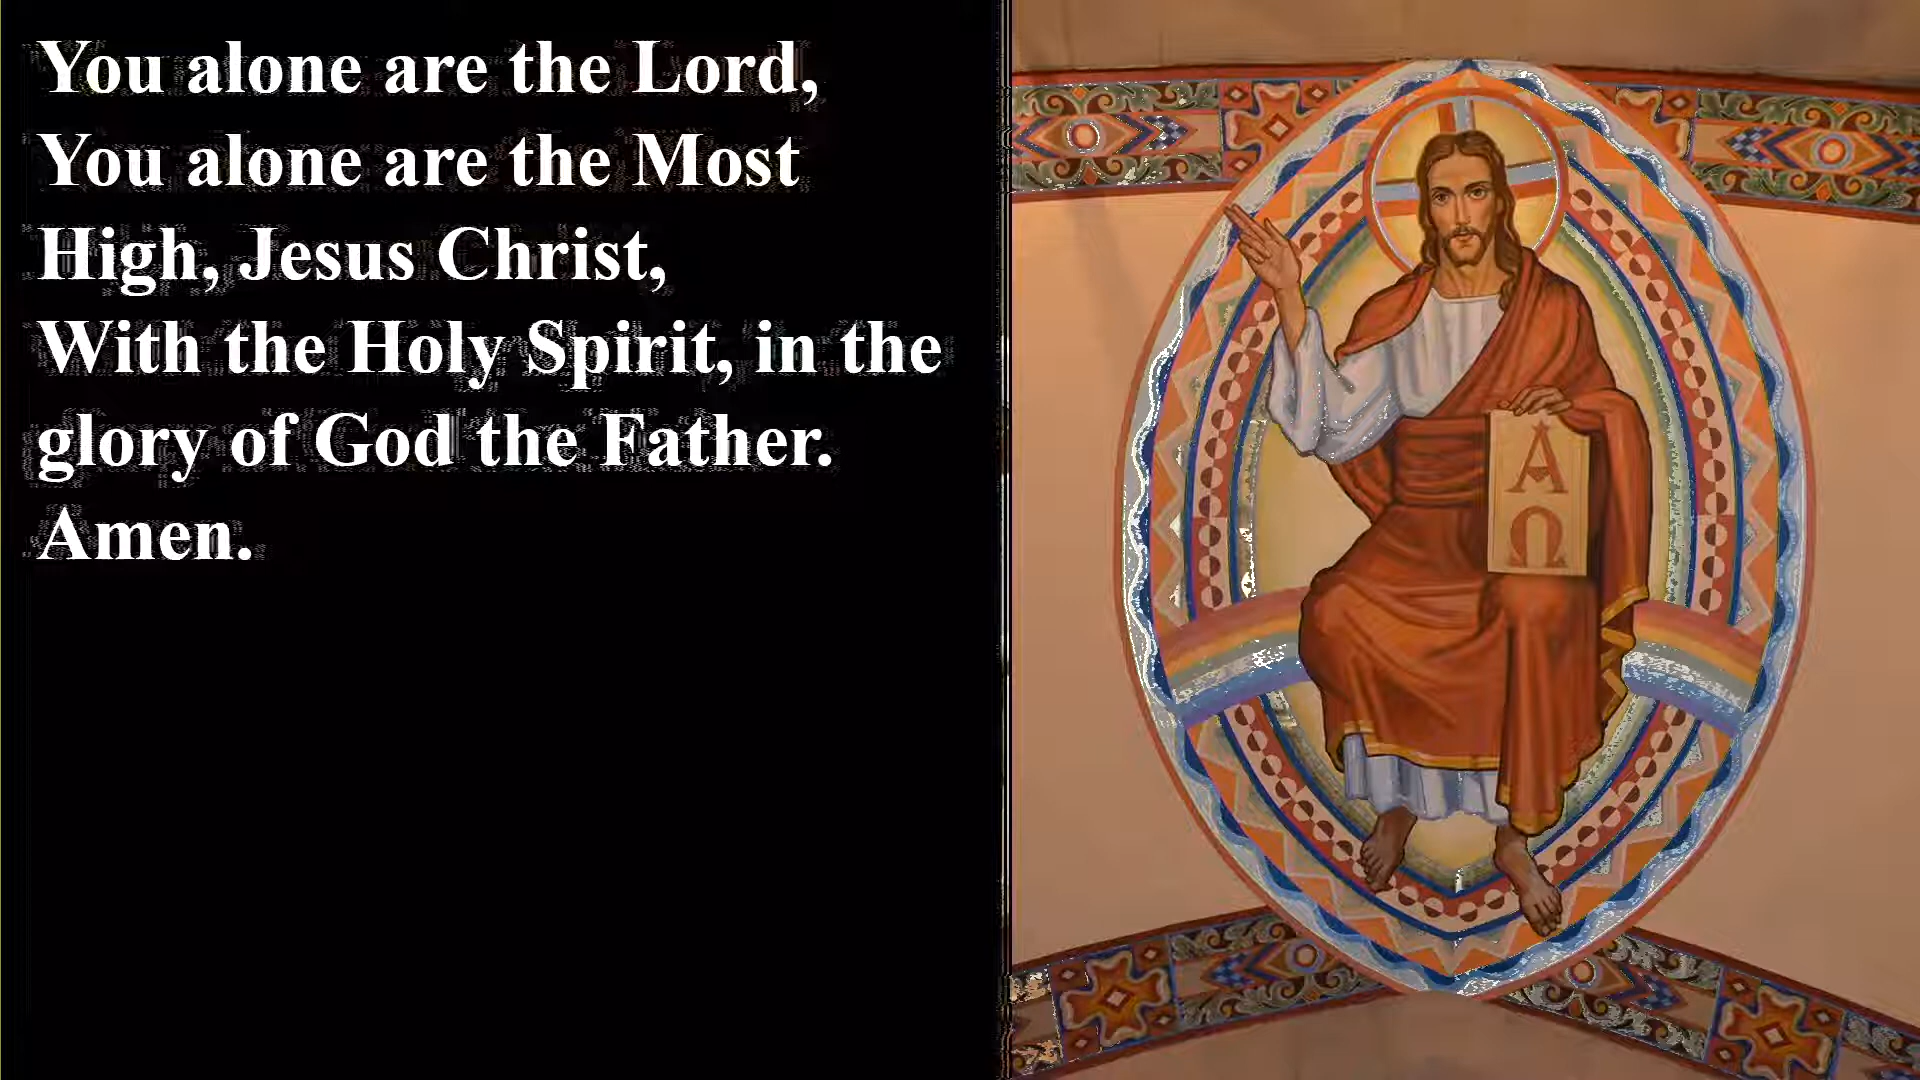 You alone are the Lord,
You alone are the Most
High, Jesus Christ,
With the Holy Spirit, in the
glory of God the Father.
Amen.
Α
Ω